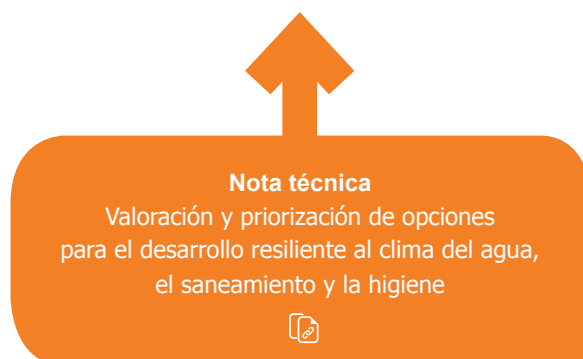 Nota técnica
Valoración y priorización de opciones
para el desarrollo resiliente al clima del agua,
el saneamiento y la higiene